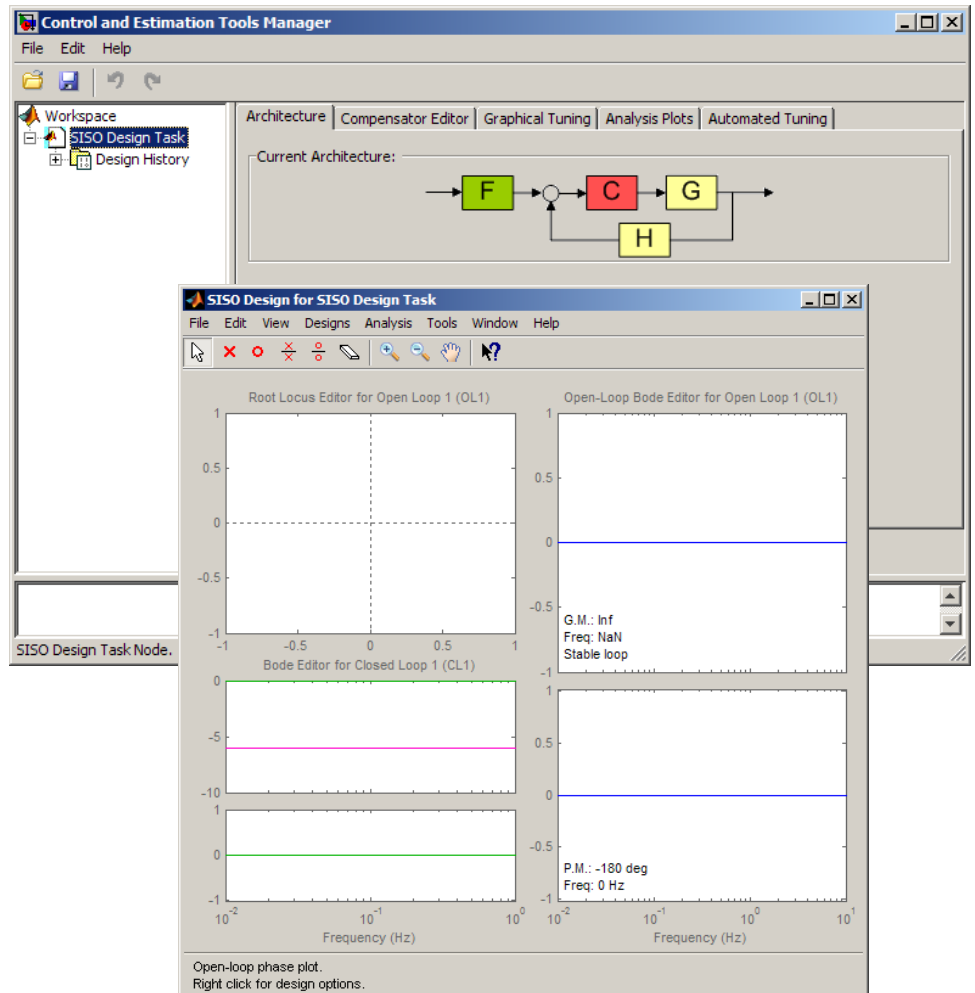 Control and Estimation Tools Manager
File Edit Help
Workspace
SISO Design Task
Design History
Architecture Compensator Editor Graphical Tuning Analysis Plots Automated Tuning
Current Architecture:
F C G
H
SISO Design Task Node.
SISO Design for SISO Design Task
File Edit View Designs Analysis Tools Window Help
Root Locus Editor for Open Loop 1 (OL1)
1
0.5
0
-0.5
-1
-1 -0.5 0 0.5 1
Bode Editor for Closed Loop 1 (CL1)
0
-5
-10
1
0
-1
10^-2 10^-1 10^0
Frequency (Hz)
Open-Loop Bode Editor for Open Loop 1 (OL1)
1
0.5
0
-0.5
-1
G.M.: Inf
Freq: NaN
Stable loop
1
0.5
0
-0.5
-1
P.M.: -180 deg
Freq: 0 Hz
10^-2 10^-1 10^0 10^1
Frequency (Hz)
Open-loop phase plot.
Right click for design options.